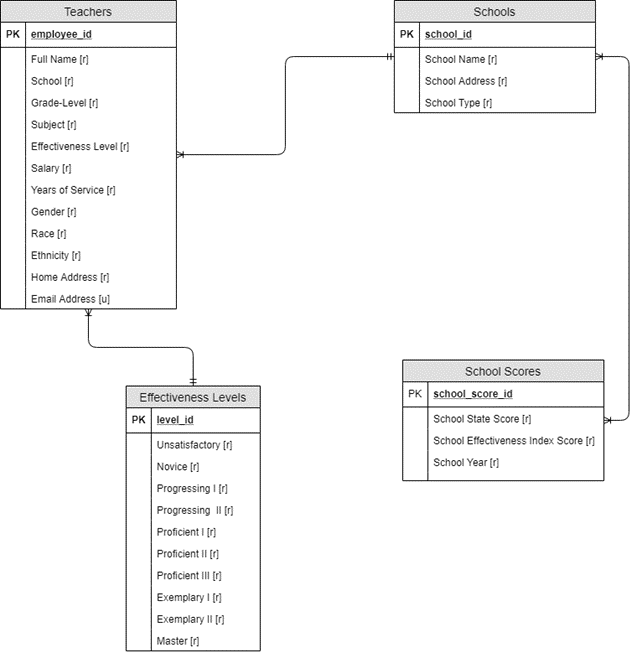 Teachers
PK employee_id
Full Name [r]
School [r]
Grade-Level [r]
Subject [r]
Effectiveness Level [r]
Salary [r]
Years of Service [r]
Gender [r]
Race [r]
Ethnicity [r]
Home Address [r]
Email Address [u]
Schools
PK school_id
School Name [r]
School Address [r]
School Type [r]
Effectiveness Levels
PK level_id
Unsatisfactory [r]
Novice [r]
Progressing I [r]
Progressing II [r]
Proficient I [r]
Proficient II [r]
Proficient III [r]
Exemplary I [r]
Exemplary II [r]
Master [r]
School Scores
PK school_score_id
School State Score [r]
School Effectiveness Index Score [r]
School Year [r]